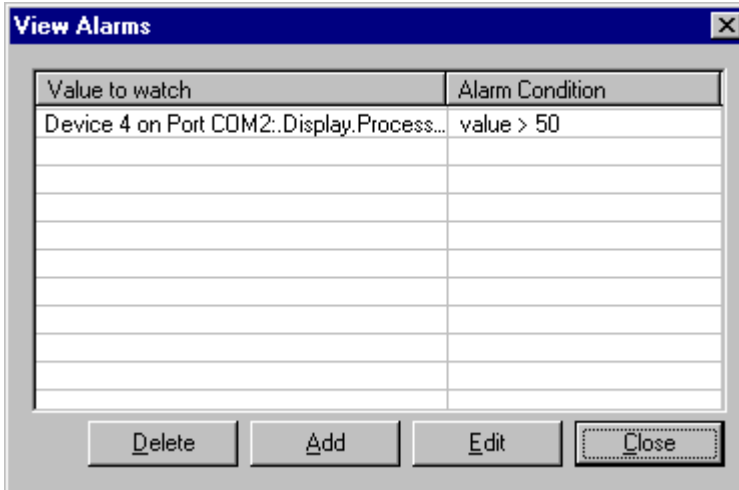 View Alarms
Value to watch Alarm Condition
Device 4 on Port COM2:.Display.Process... value > 50
Delete Add Edit Close